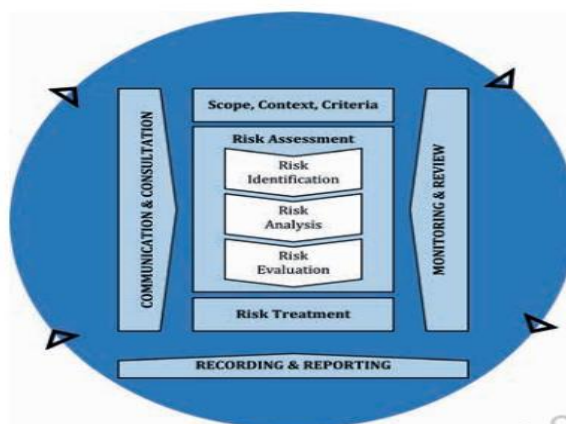 Scope, Context, Criteria
COMMUNICATION & CONSULTATION
Risk Assessment
Risk
Identification
Risk
Analysis
Risk
Evaluation
MONITORING & REVIEW
Risk Treatment
RECORDING & REPORTING